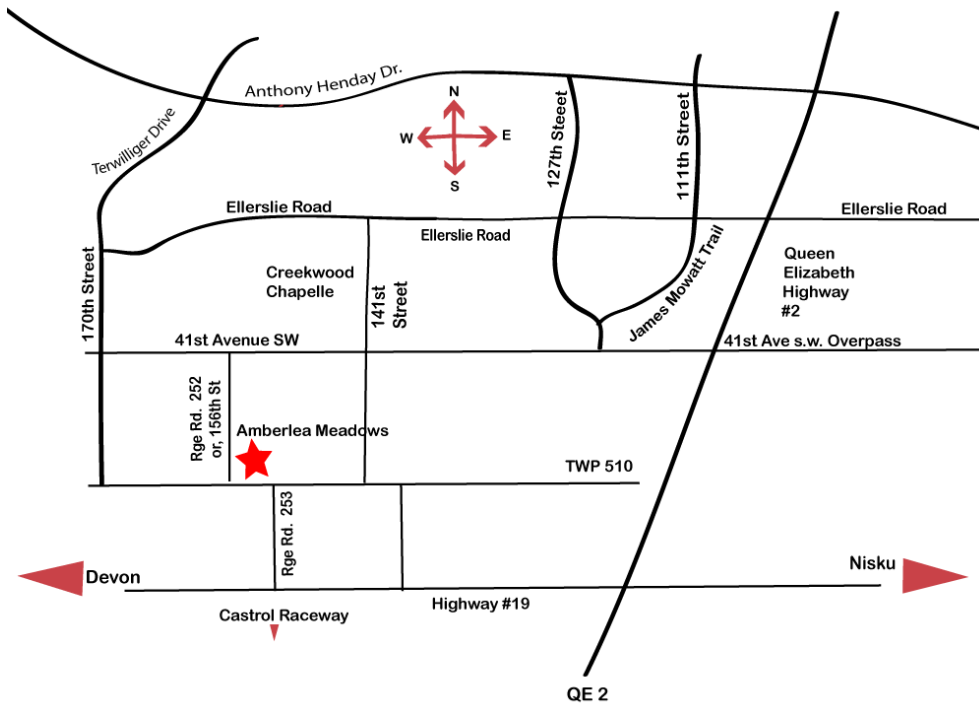 Anthony Henday Dr.
Terwilliger Drive
N
W
E
S
127th Steeet
111th Street
Ellerslie Road
Ellerslie Road
Ellerslie Road
170th Street
Creekwood
Chapelle
141st
Street
James Mowatt Trail
Queen
Elizabeth
Highway
#2
41st Avenue SW
41st Ave s.w. Overpass
Rge Rd. 252
or, 156th St
Amberlea Meadows
TWP 510
Rge Rd. 253
Devon
Nisku
Castrol Raceway
Highway #19
QE 2